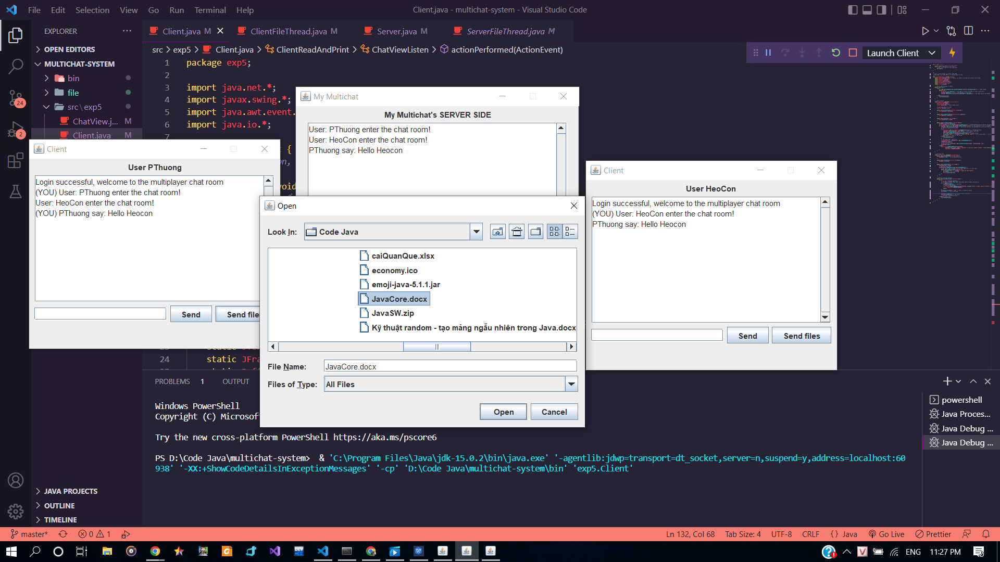 File Edit Selection View Go Run Terminal Help
Client.java - multichat-system - Visual Studio Code
EXPLORER
Client.java M
ClientFileThread.java M
Server.java M
ServerFileThread.java M
OPEN EDITORS
MULTICHAT-SYSTEM
bin
file
src\exp5
ChatView.j... M
Client.java M
24
2
src > exp5 > Client.java > ClientReadAndPrint > ChatViewListen > actionPerformed(ActionEvent)
Launch Client
1 package exp5;
2
3 import java.net.*;
4 import javax.swing.*;
5 import java.awt.event.
6 import java.io.*;
7
t {
on,
void
24 static JFra
My Multichat
My Multichat's SERVER SIDE
User: PThuong enter the chat room!
User: HeoCon enter the chat room!
PThuong say: Hello Heocon
Client
User PThuong
Login successful, welcome to the multiplayer chat room
(YOU) User: PThuong enter the chat room!
User: HeoCon enter the chat room!
(YOU) PThuong say: Hello Heocon
Send
Send file
Client
User HeoCon
Login successful, welcome to the multiplayer chat room
(YOU) User: HeoCon enter the chat room!
PThuong say: Hello Heocon
Send
Send files
Open
Look In:
Code Java
caiQuanQue.xlsx
economy.ico
emoji-java-5.1.1.jar
JavaCore.docx
JavaSW.zip
Kỹ thuật random - tạo mảng ngẫu nhiên trong Java.docx
File Name:
JavaCore.docx
Files of Type:
All Files
Open
Cancel
PROBLEMS 1 OUTPUT
Windows PowerShell
Copyright (C) Microsof
Try the new cross-platform PowerShell https://aka.ms/pscore6
PS D:\Code Java\multichat-system> & 'C:\Program Files\Java\jdk-15.0.2\bin\java.exe' '-agentlib:jdwp=transport=dt_socket,server=n,suspend=y,address=localhost:60
938' '-XX:+ShowCodeDetailsInExceptionMessages' '-cp' 'D:\Code Java\multichat-system\bin' 'exp5.Client'
powershell
Java Proces...
Java Debug ...
Java Debug ...
JAVA PROJECTS
OUTLINE
TIMELINE
master*
0 1
Ln 132, Col 68
Tab Size: 4
UTF-8
CRLF
{} Java
Go Live
Prettier
DEV
ENG
11:27 PM